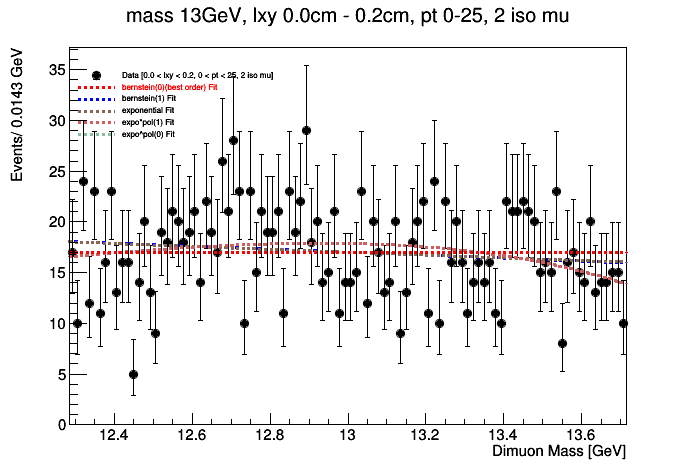 mass 13GeV, lxy 0.0cm - 0.2cm, pt 0-25, 2 iso mu
Events/ 0.0143 GeV
35
30
25
20
15
10
5
0
Data [0.0 < lxy < 0.2, 0 < pt < 25, 2 iso mu]
bernstein(0)(best order) Fit
bernstein(1) Fit
exponential Fit
expo*pol(1) Fit
expo^pol(0) Fit
12.4 12.6 12.8 13 13.2 13.4 13.6
Dimuon Mass [GeV]